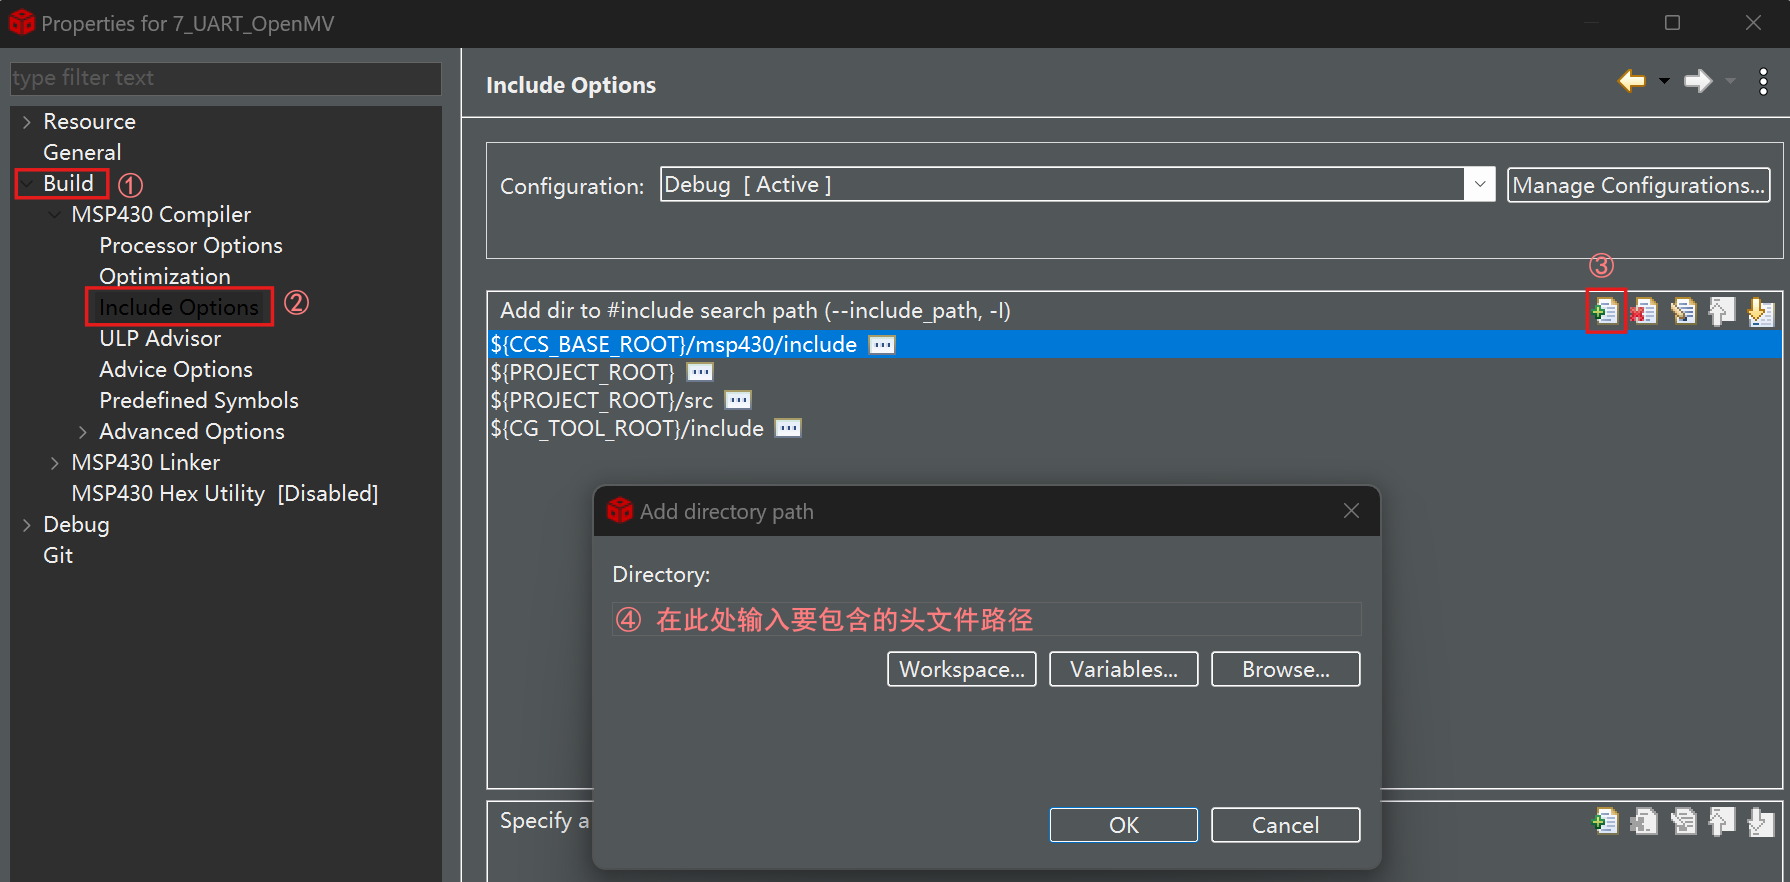 Properties for 7_UART_OpenMV
type filter text
Resource
General
Build ①
MSP430 Compiler
Processor Options
Optimization
Include Options ②
ULP Advisor
Advice Options
Predefined Symbols
Advanced Options
MSP430 Linker
MSP430 Hex Utility [Disabled]
Debug
Git
Include Options
Configuration: Debug [ Active ] Manage Configurations...
③
Add dir to #include search path (--include_path, -I)
${CCS_BASE_ROOT}/msp430/include
${PROJECT_ROOT}
${PROJECT_ROOT}/src
${CG_TOOL_ROOT}/include
Add directory path
Directory:
④ 在此处输入要包含的头文件路径
Workspace... Variables... Browse...
OK Cancel
Specify a